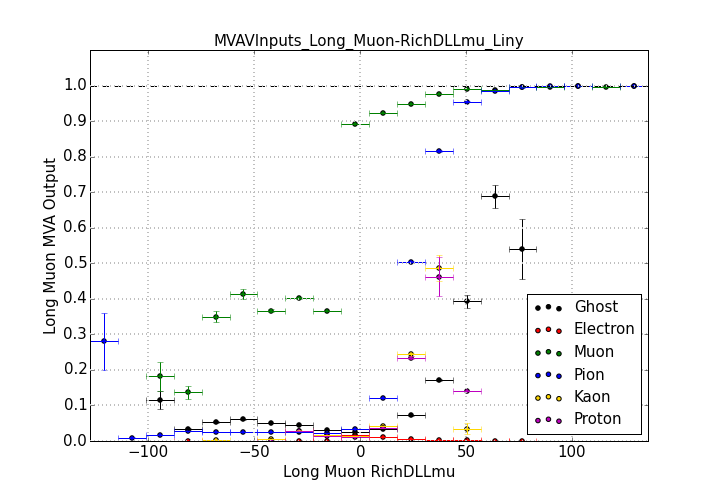 MVAVInputs_Long_Muon-RichDLLmu_Liny
Long Muon MVA Output
1.0
0.9
0.8
0.7
0.6
0.5
0.4
0.3
0.2
0.1
0.0
Ghost
Electron
Muon
Pion
Kaon
Proton
−100
−50
0
50
100
Long Muon RichDLLmu